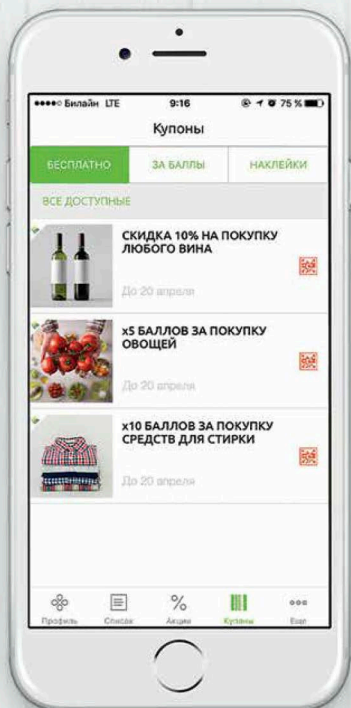 Билайн LTE 9:16 75 %
Купоны
БЕСПЛАТНО ЗА БАЛЛЫ НАКЛЕЙКИ
ВСЕ ДОСТУПНЫЕ
СКИДКА 10% НА ПОКУПКУ
ЛЮБОГО ВИНА
До 20 апреля
x5 БАЛЛОВ ЗА ПОКУПКУ
ОВОЩЕЙ
До 20 апреля
x10 БАЛЛОВ ЗА ПОКУПКУ
СРЕДСТВ ДЛЯ СТИРКИ
До 20 апреля
Профиль Список Акции Купоны Еще